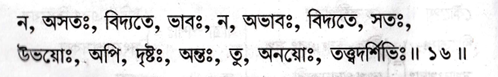 ন, অসতঃ, বিদ্যতে, ভাবঃ, ন, অভাবঃ, বিদ্যতে, সতঃ,
উভয়োঃ, অপি, দৃষ্টঃ, অন্তঃ, তু, অনয়োঃ, তত্ত্বদর্শিভিঃ॥ ১৬॥